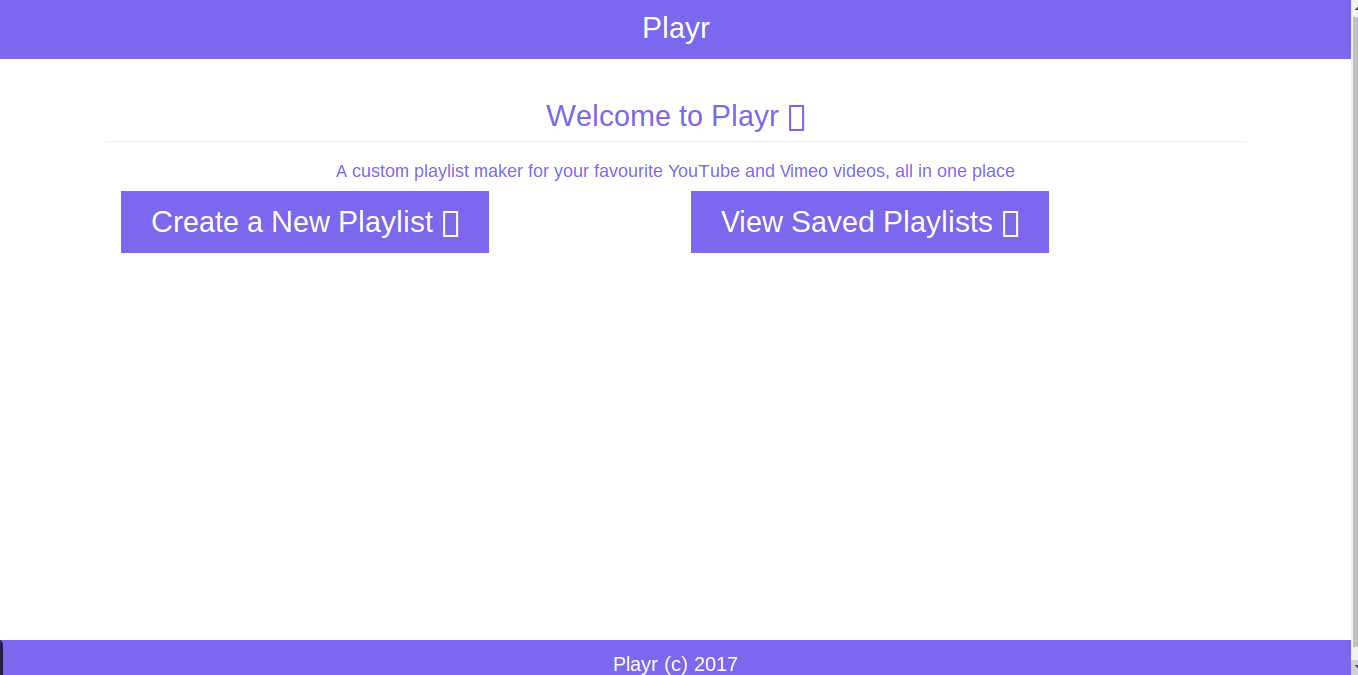 Playr
Welcome to Playr
A custom playlist maker for your favourite YouTube and Vimeo videos, all in one place
Create a New Playlist
View Saved Playlists
Playr (c) 2017